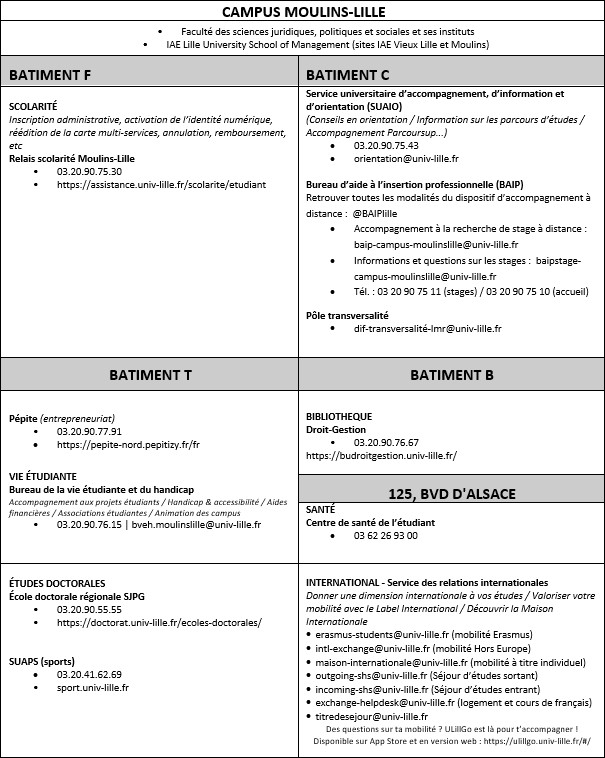 CAMPUS MOULINS-LILLE
• Faculté des sciences juridiques, politiques et sociales et ses instituts
• IAE Lille University School of Management (sites IAE Vieux Lille et Moulins)
BATIMENT F
SCOLARITÉ
Inscription administrative, activation de l'identité numérique,
réédition de la carte multi-services, annulation, remboursement,
etc
Relais scolarité Moulins-Lille
• 03.20.90.75.30
• https://assistance.univ-lille.fr/scolarite/etudiant
BATIMENT C
Service universitaire d'accompagnement, d'information et
d'orientation (SUAIO)
(Conseils en orientation / Information sur les parcours d'études /
Accompagnement Parcoursup...)
• 03.20.90.75.43
• orientation@univ-lille.fr
Bureau d'aide à l'insertion professionnelle (BAIP)
Retrouver toutes les modalités du dispositif d'accompagnement à
distance : @BAIPlille
• Accompagnement à la recherche de stage à distance :
baip-campus-moulinslille@univ-lille.fr
• Informations et questions sur les stages : baipstage-
campus-moulinslille@univ-lille.fr
• Tél. : 03 20 90 75 11 (stages) / 03 20 90 75 10 (accueil)
Pôle transversalité
• dif-transversalité-lmr@univ-lille.fr
BATIMENT T
Pépite (entrepreneuriat)
• 03.20.90.77.91
• https://pepite-nord.pepitizy.fr/fr
VIE ÉTUDIANTE
Bureau de la vie étudiante et du handicap
Accompagnement aux projets étudiants / Handicap & accessibilité / Aides
financières / Associations étudiantes / Animation des campus
• 03.20.90.76.15 | bveh.moulinslille@univ-lille.fr
BATIMENT B
BIBLIOTHEQUE
Droit-Gestion
• 03.20.90.76.67
https://budroitgestion.univ-lille.fr/
125, BVD D'ALSACE
SANTÉ
Centre de santé de l'étudiant
• 03 62 26 93 00
ÉTUDES DOCTORALES
École doctorale régionale SJPG
• 03.20.90.55.55
• https://doctorat.univ-lille.fr/ecoles-doctorales/
SUAPS (sports)
• 03.20.41.62.69
• sport.univ-lille.fr
INTERNATIONAL - Service des relations internationales
Donner une dimension internationale à vos études / Valoriser votre
mobilité avec le Label International / Découvrir la Maison
Internationale
• erasmus-students@univ-lille.fr (mobilité Erasmus)
• intl-exchange@univ-lille.fr (mobilité Hors Europe)
• maison-internationale@univ-lille.fr (mobilité à titre individuel)
• outgoing-shs@univ-lille.fr (Séjour d'études sortant)
• incoming-shs@univ-lille.fr (Séjour d'études entrant)
• exchange-helpdesk@univ-lille.fr (logement et cours de français)
• titredesejour@univ-lille.fr
Des questions sur ta mobilité ? ULillGo est là pour t'accompagner !
Disponible sur App Store et en version web : https://ulillgo.univ-lille.fr/#/